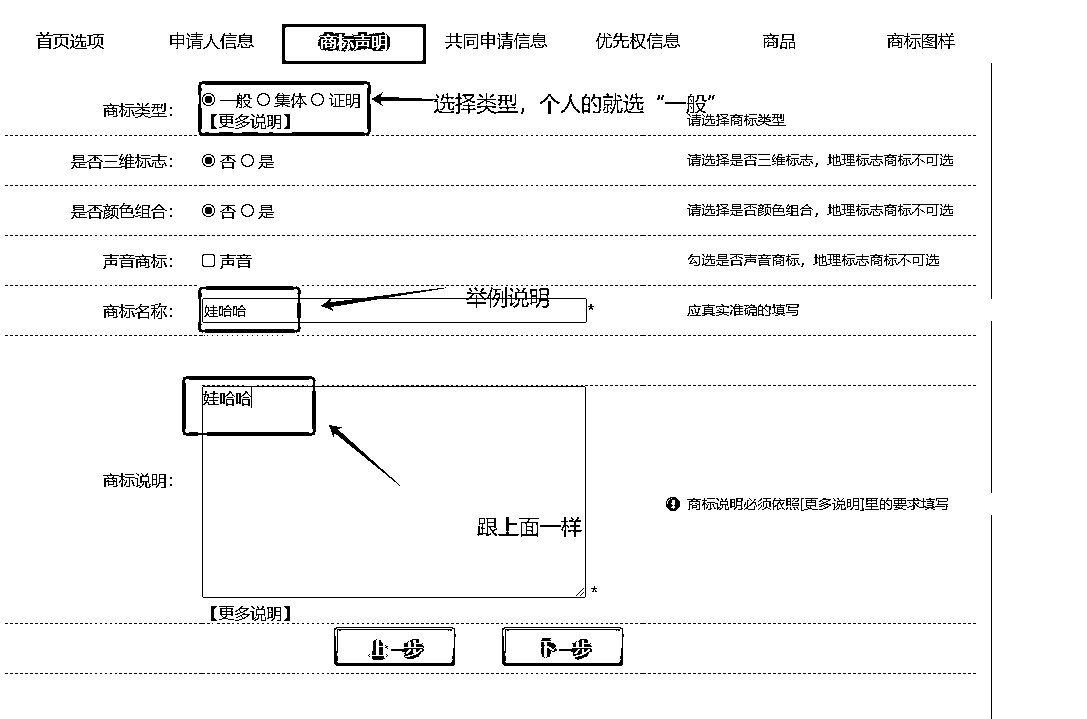 首页选项 申请人信息 商标声明 共同申请信息 优先权信息 商品 商标图样
商标类型： 一般 集体 证明 选择类型，个人的就选“一般”
【更多说明】 请选择商标类型
是否三维标志： 否 是 请选择是否三维标志，地理标志商标不可选
是否颜色组合： 否 是 请选择是否颜色组合，地理标志商标不可选
声音商标： 声音 勾选是否声音商标，地理标志商标不可选
举例说明
商标名称： 娃哈哈 * 应真实准确的填写
娃哈哈
商标说明：
商标说明必须依照[更多说明]里的要求填写
跟上面一样
*
【更多说明】
上一步 下一步